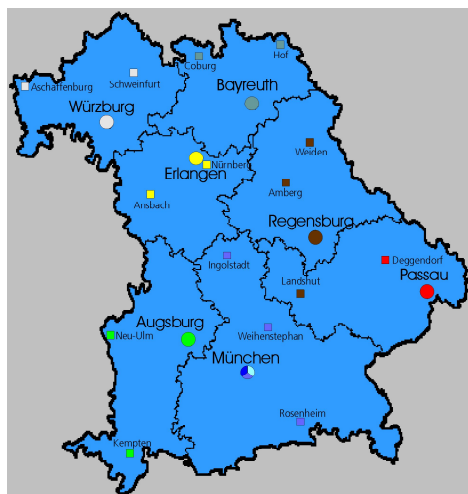 Hof
Coburg
Schweinfurt
Aschaffenburg
Bayreuth
Würzburg
Weiden
Nürnberg
Erlangen
Amberg
Ansbach
Regensburg
Ingolstadt
Deggendorf
Landshut
Passau
Augsburg
Neu-Ulm
Weihenstephan
München
Rosenheim
Kempten